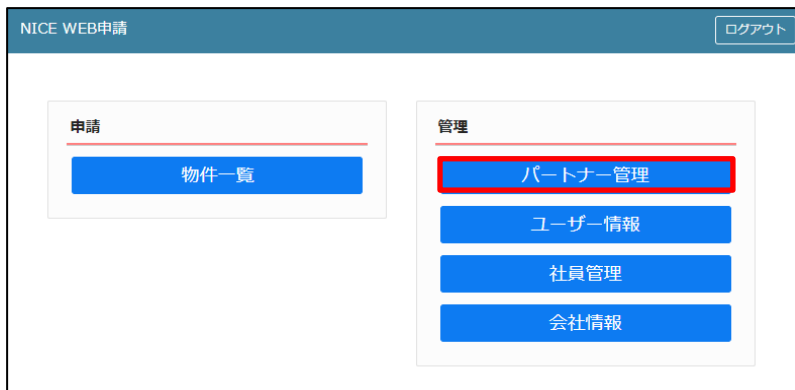 NICE WEB申請
ログアウト
申請
物件一覧
管理
パートナー管理
ユーザー情報
社員管理
会社情報